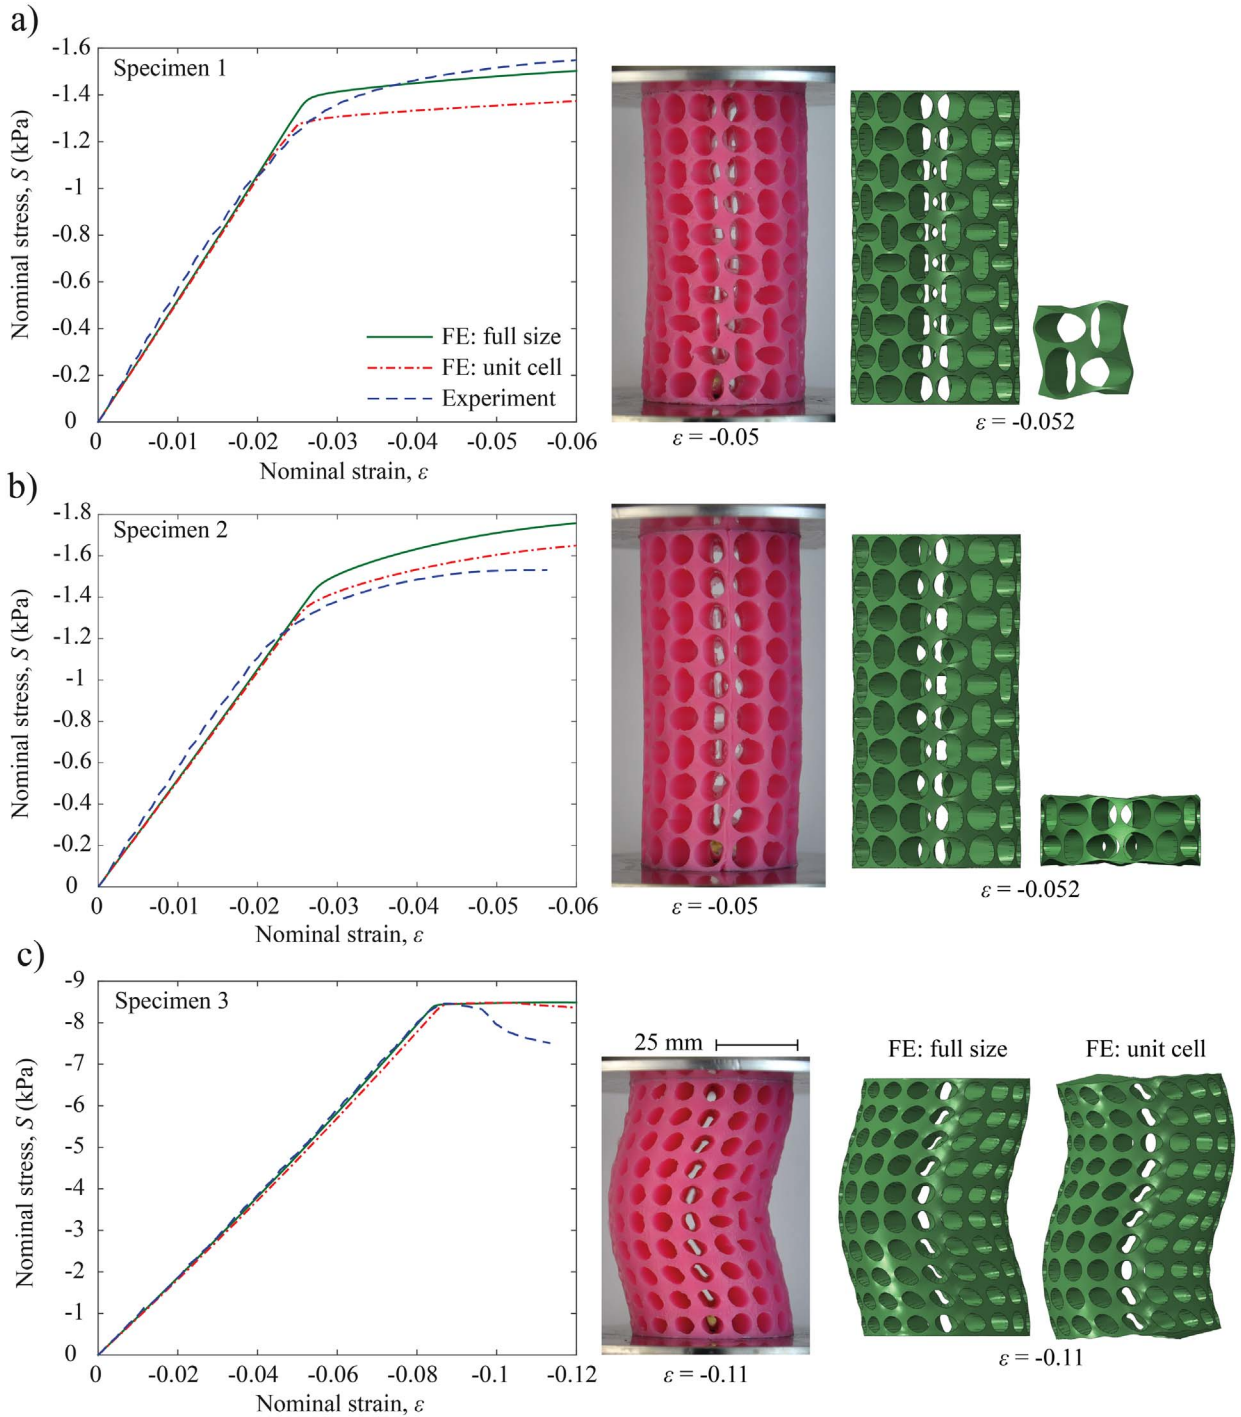 a)
-1.6
-1.4
-1.2
-1
-0.8
-0.6
-0.4
-0.2
0
Nominal stress, S (kPa)
Specimen 1
FE: full size
FE: unit cell
Experiment
0 -0.01 -0.02 -0.03 -0.04 -0.05 -0.06
Nominal strain, ε
ε = -0.05
ε = -0.052
b)
-1.8
-1.6
-1.4
-1.2
-1
-0.8
-0.6
-0.4
-0.2
0
Nominal stress, S (kPa)
Specimen 2
0 -0.01 -0.02 -0.03 -0.04 -0.05 -0.06
Nominal strain, ε
ε = -0.05
ε = -0.052
c)
-9
-8
-7
-6
-5
-4
-3
-2
-1
0
Nominal stress, S (kPa)
Specimen 3
0 -0.02 -0.04 -0.06 -0.08 -0.1 -0.12
Nominal strain, ε
25 mm
FE: full size FE: unit cell
ε = -0.11
ε = -0.11